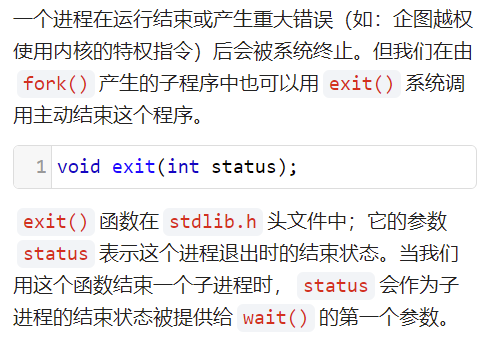 一个进程在运行结束或产生重大错误（如：企图越权
使用内核的特权指令）后会被系统终止。但我们在由
fork() 产生的子程序中也可以用 exit() 系统调
用主动结束这个程序。
1 void exit(int status);
exit() 函数在 stdlib.h 头文件中；它的参数
status 表示这个进程退出时的结束状态。当我们
用这个函数结束一个子进程时， status 会作为子
进程的结束状态被提供给 wait() 的第一个参数。